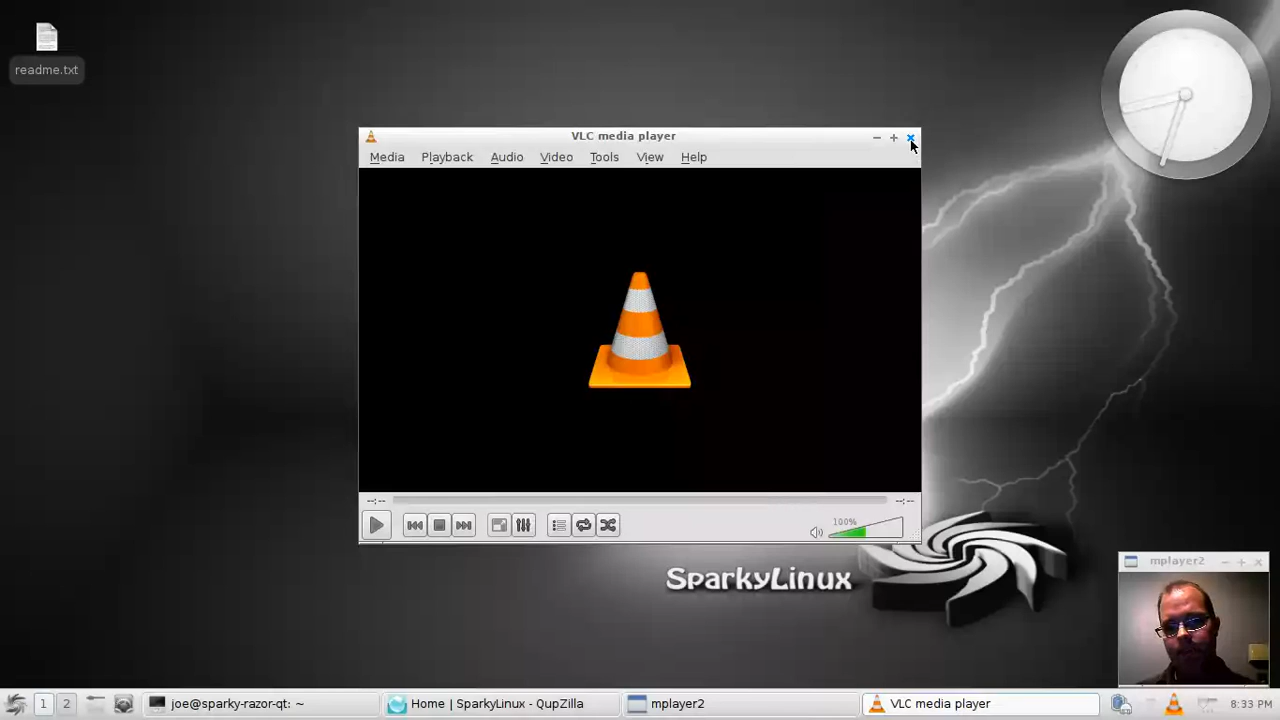 readme.txt
VLC media player
Media Playback Audio Video Tools View Help
--:-- --:--
100%
SparkyLinux
mplayer2
1 2 joe@sparky-razor-qt: ~ Home | SparkyLinux - QupZilla mplayer2 VLC media player 8:33 PM